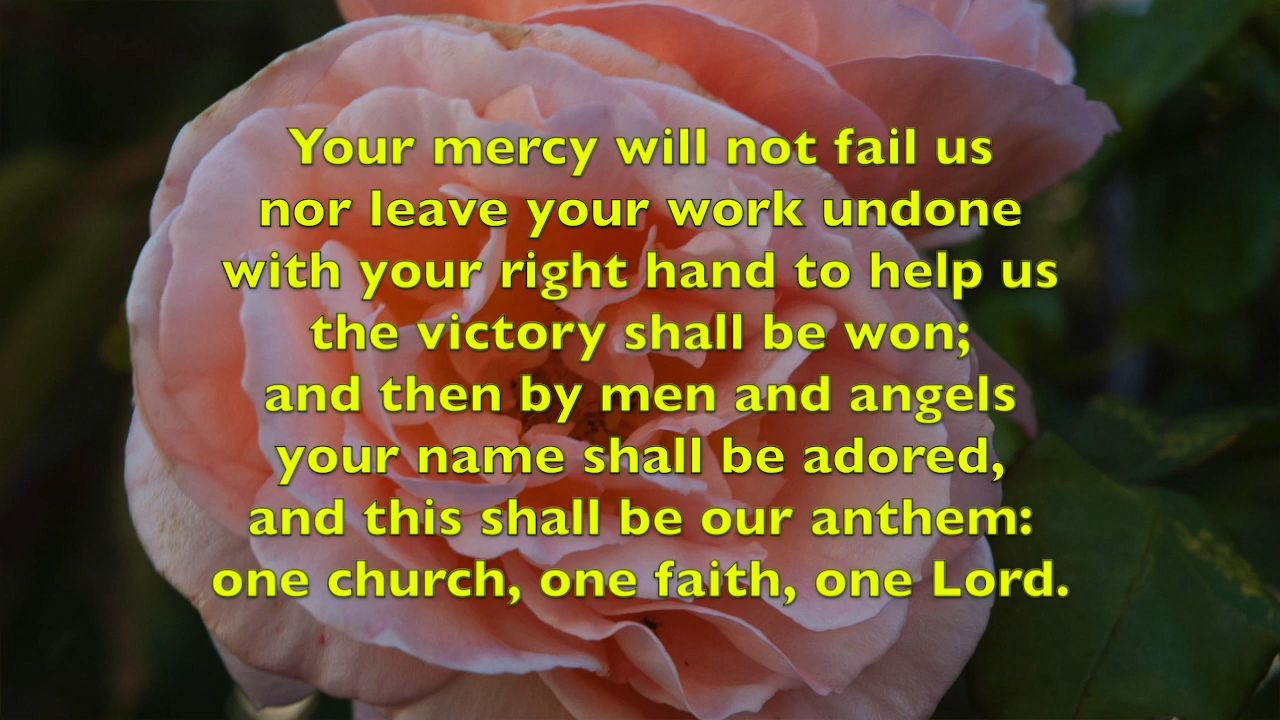 Your mercy will not fail us
nor leave your work undone
with your right hand to help us
the victory shall be won;
and then by men and angels
your name shall be adored,
and this shall be our anthem:
one church, one faith, one Lord.